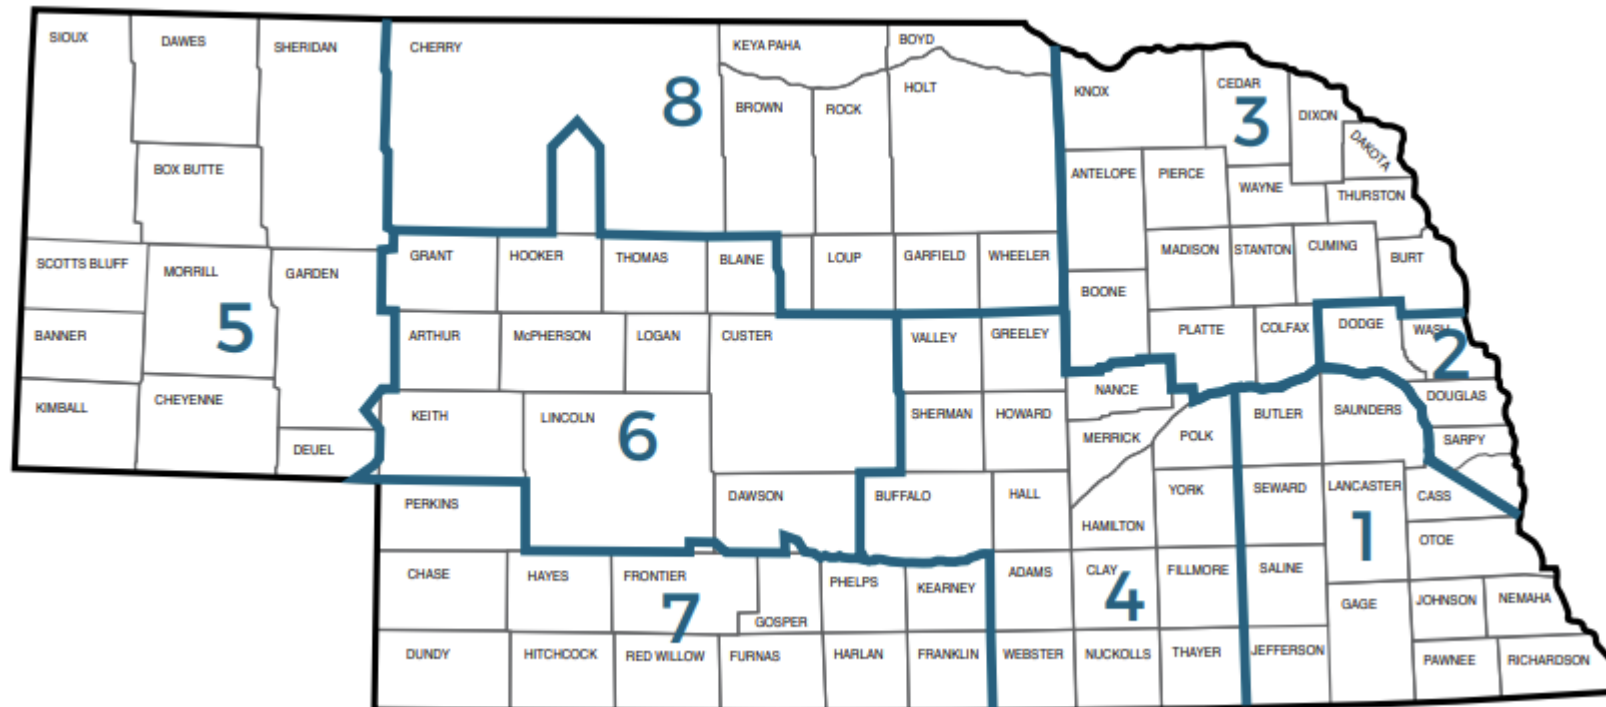 SIOUX
DAWES
SHERIDAN
CHERRY
KEYA PAHA
BOYD
8
BROWN
ROCK
HOLT
KNOX
CEDAR
3
DIXON
DAKOTA
BOX BUTTE
ANTELOPE
PIERCE
WAYNE
THURSTON
SCOTTS BLUFF
MORRILL
GARDEN
GRANT
HOOKER
THOMAS
BLAINE
LOUP
GARFIELD
WHEELER
MADISON
STANTON
CUMING
BURT
BOONE
5
BANNER
ARTHUR
McPHERSON
LOGAN
CUSTER
VALLEY
GREELEY
PLATTE
COLFAX
DODGE
WASH
2
KIMBALL
CHEYENNE
KEITH
LINCOLN
6
SHERMAN
HOWARD
NANCE
BUTLER
SAUNDERS
DOUGLAS
DEUEL
MERRICK
POLK
SARPY
PERKINS
DAWSON
BUFFALO
HALL
HAMILTON
YORK
SEWARD
LANCASTER
CASS
1
OTOE
CHASE
HAYES
FRONTIER
7
GOSPER
PHELPS
KEARNEY
ADAMS
CLAY
4
FILLMORE
SALINE
GAGE
JOHNSON
NEMAHA
DUNDY
HITCHCOCK
RED WILLOW
FURNAS
HARLAN
FRANKLIN
WEBSTER
NUCKOLLS
THAYER
JEFFERSON
PAWNEE
RICHARDSON